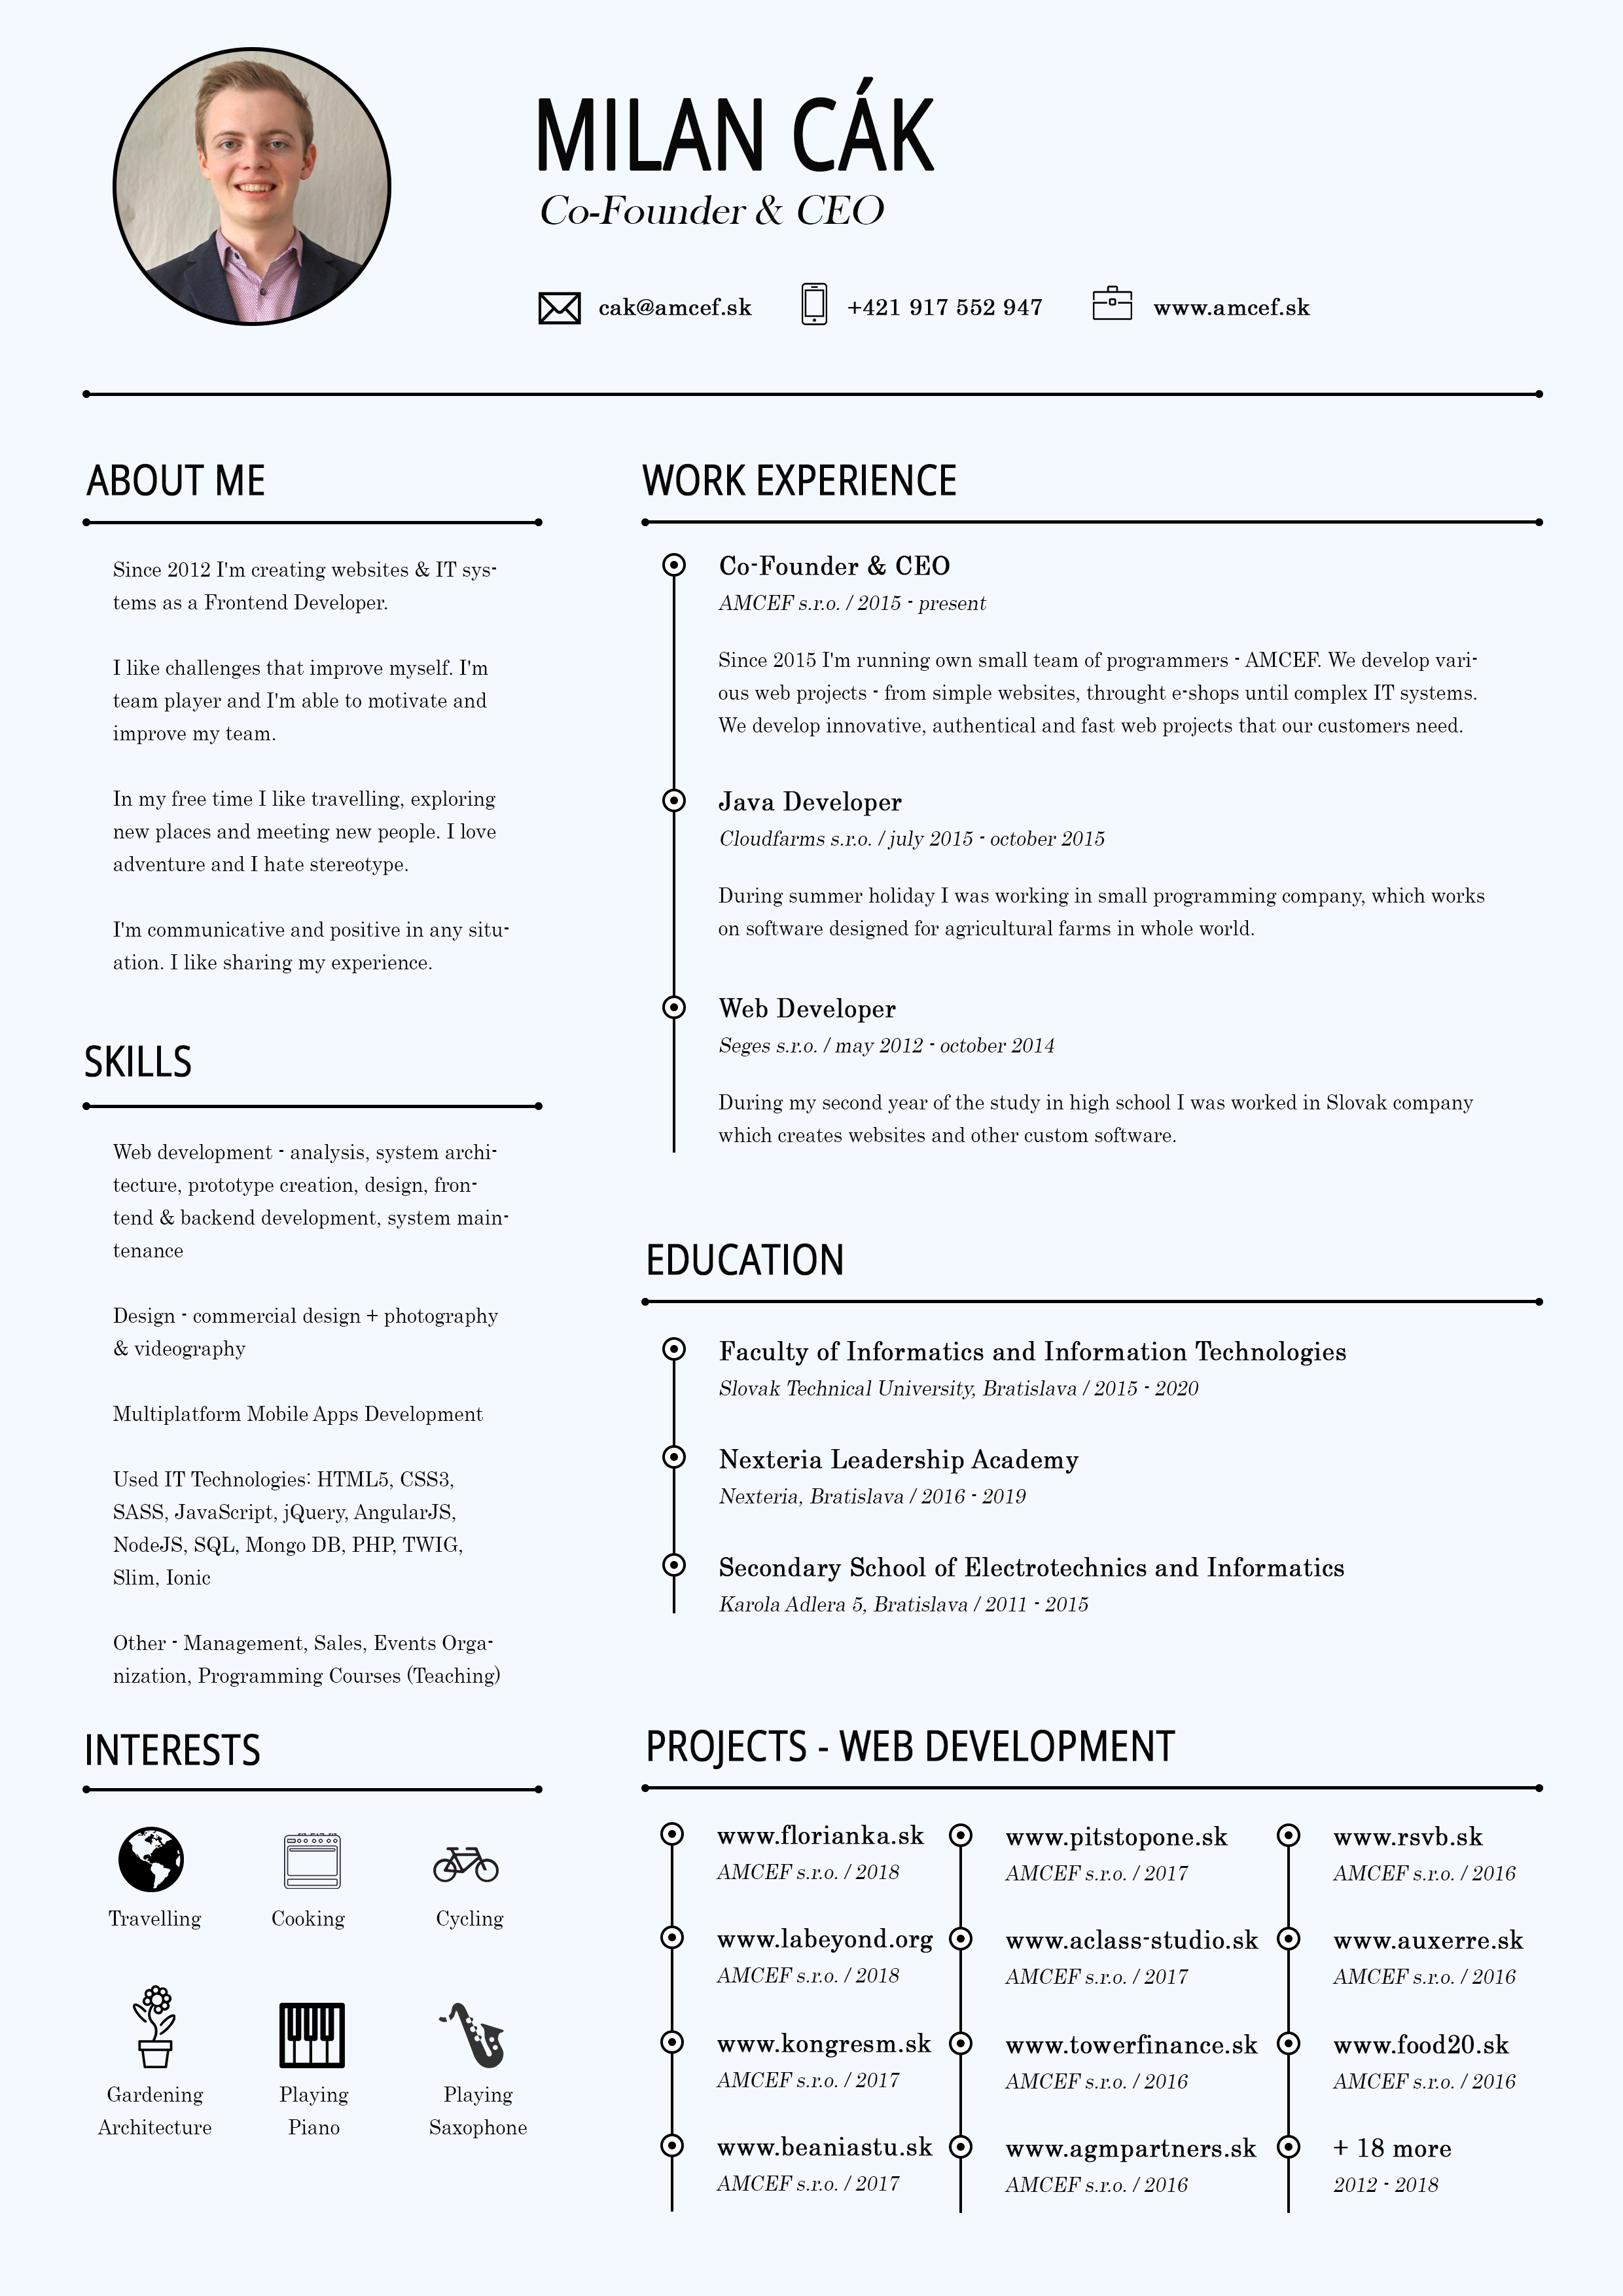 MILAN CÁK
Co-Founder & CEO
cak@amcef.sk
+421 917 552 947
www.amcef.sk
ABOUT ME
Since 2012 I'm creating websites & IT sys-
tems as a Frontend Developer.
I like challenges that improve myself. I'm
team player and I'm able to motivate and
improve my team.
In my free time I like travelling, exploring
new places and meeting new people. I love
adventure and I hate stereotype.
I'm communicative and positive in any situ-
ation. I like sharing my experience.
SKILLS
Web development - analysis, system archi-
tecture, prototype creation, design, fron-
tend & backend development, system main-
tenance
Design - commercial design + photography
& videography
Multiplatform Mobile Apps Development
Used IT Technologies: HTML5, CSS3,
SASS, JavaScript, jQuery, AngularJS,
NodeJS, SQL, Mongo DB, PHP, TWIG,
Slim, Ionic
Other - Management, Sales, Events Orga-
nization, Programming Courses (Teaching)
INTERESTS
Travelling
Cooking
Cycling
Gardening
Architecture
Playing
Piano
Playing
Saxophone
WORK EXPERIENCE
Co-Founder & CEO
AMCEF s.r.o. / 2015 - present
Since 2015 I'm running own small team of programmers - AMCEF. We develop vari-
ous web projects - from simple websites, throught e-shops until complex IT systems.
We develop innovative, authentical and fast web projects that our customers need.
Java Developer
Cloudfarms s.r.o. / july 2015 - october 2015
During summer holiday I was working in small programming company, which works
on software designed for agricultural farms in whole world.
Web Developer
Seges s.r.o. / may 2012 - october 2014
During my second year of the study in high school I was worked in Slovak company
which creates websites and other custom software.
EDUCATION
Faculty of Informatics and Information Technologies
Slovak Technical University, Bratislava / 2015 - 2020
Nexteria Leadership Academy
Nexteria, Bratislava / 2016 - 2019
Secondary School of Electrotechnics and Informatics
Karola Adlera 5, Bratislava / 2011 - 2015
PROJECTS - WEB DEVELOPMENT
www.florianka.sk
AMCEF s.r.o. / 2018
www.labeyond.org
AMCEF s.r.o. / 2018
www.kongresm.sk
AMCEF s.r.o. / 2017
www.beaniastu.sk
AMCEF s.r.o. / 2017
www.pitstopone.sk
AMCEF s.r.o. / 2017
www.aclass-studio.sk
AMCEF s.r.o. / 2017
www.towerfinance.sk
AMCEF s.r.o. / 2016
www.agmpartners.sk
AMCEF s.r.o. / 2016
www.rsvb.sk
AMCEF s.r.o. / 2016
www.auxerre.sk
AMCEF s.r.o. / 2016
www.food20.sk
AMCEF s.r.o. / 2016
+ 18 more
2012 - 2018